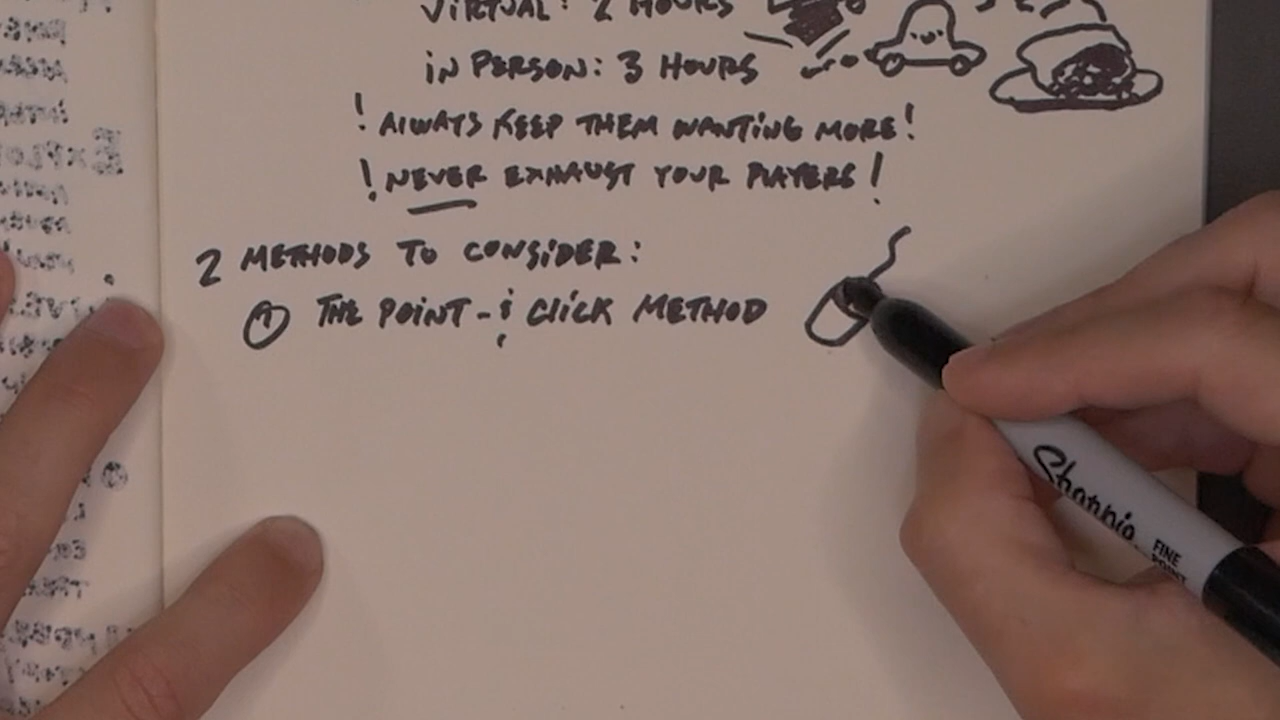 VIRTUAL: 2 HOURS
IN PERSON: 3 HOURS
! ALWAYS KEEP THEM WANTING MORE!
! NEVER EXHAUST YOUR PLAYERS!
2 METHODS TO CONSIDER:
① THE POINT-& CLICK METHOD
Sharpie
FINE
POINT